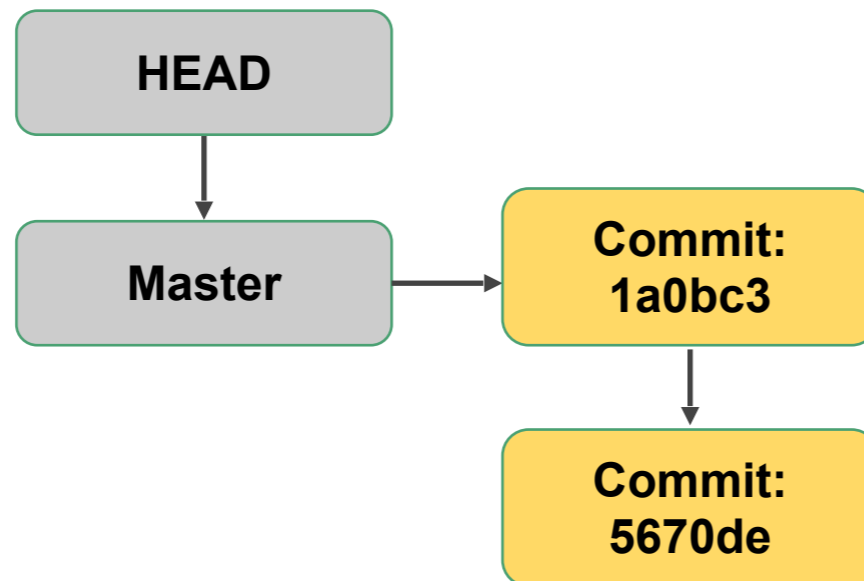 HEAD
Master
Commit:
1a0bc3
Commit:
5670de